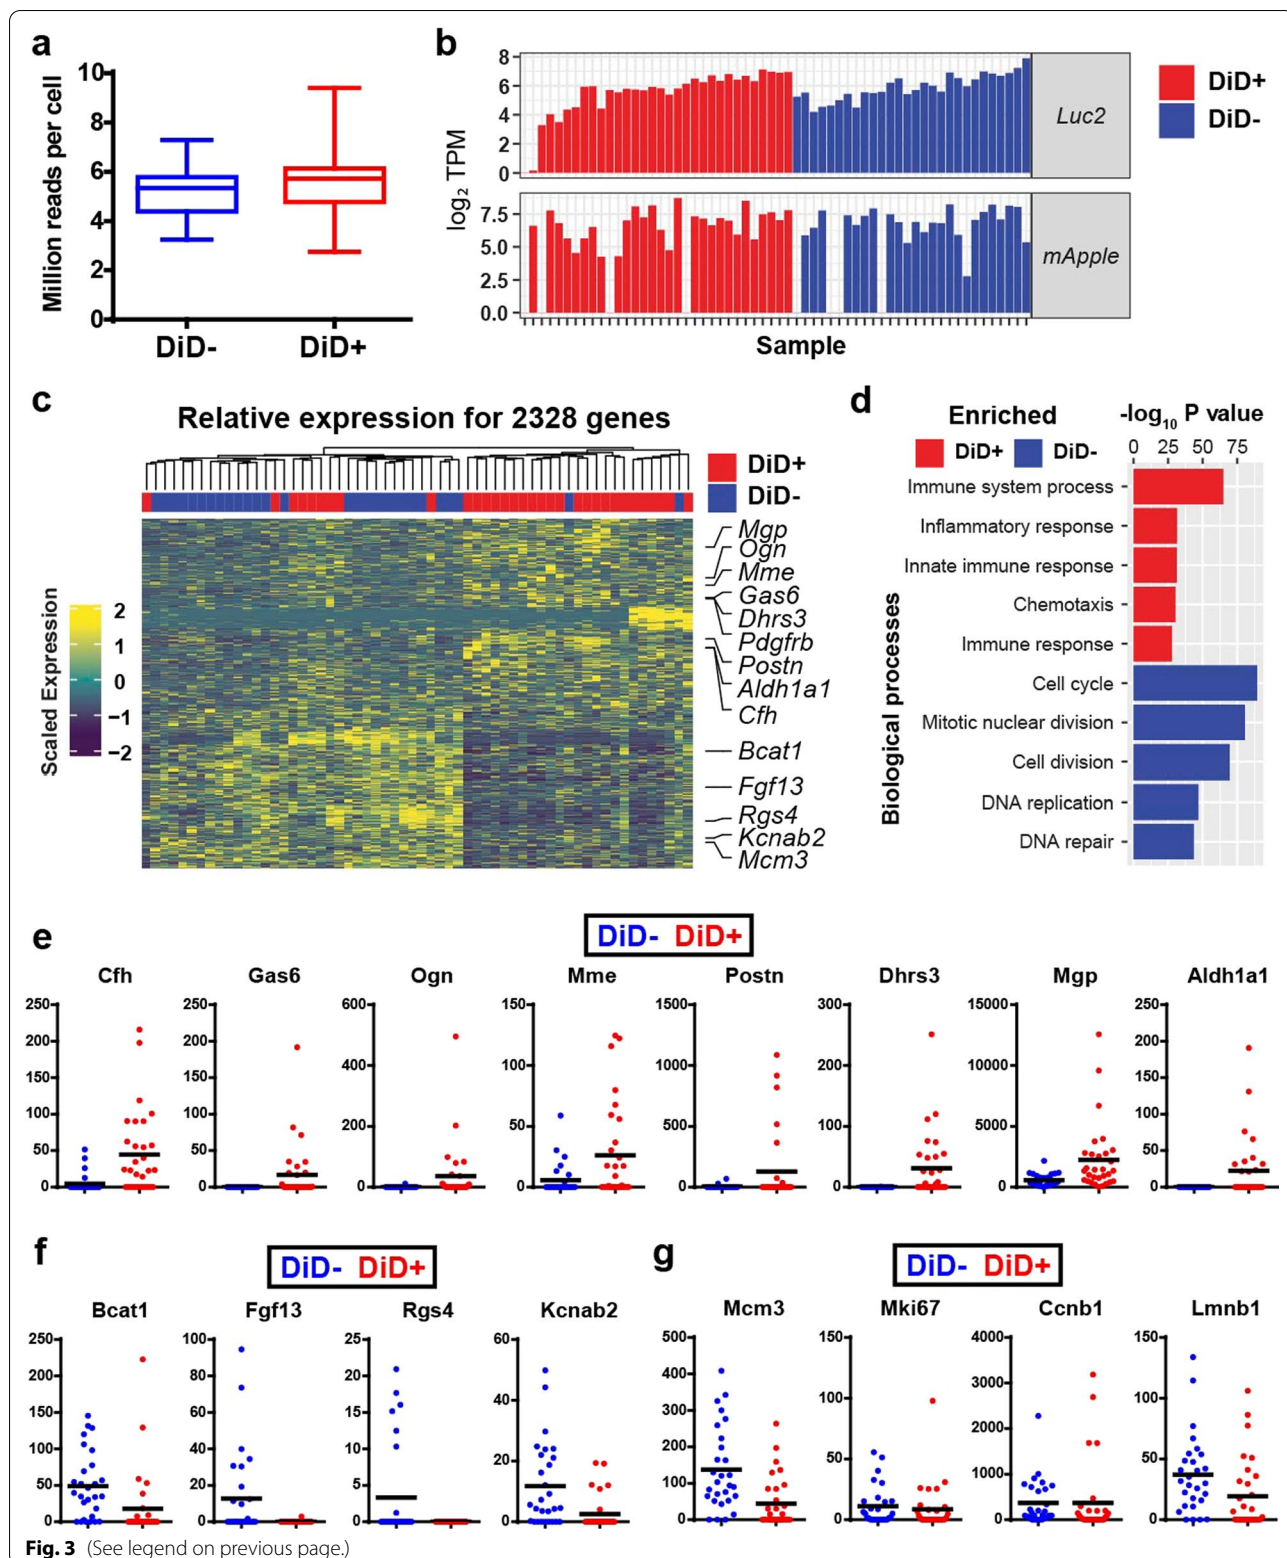 a
Million reads per cell
10
8
6
4
2
0
DiD-
DiD+
b
log₂ TPM
8
6
4
2
0
Luc2
7.5
5.0
2.5
0.0
mApple
Sample
DiD+
DiD-
c
Relative expression for 2328 genes
DiD+
DiD-
Scaled Expression
2
1
0
−1
−2
Mgp
Ogn
Mme
Gas6
Dhrs3
Pdgfrb
Postn
Aldh1a1
Cfh
Bcat1
Fgf13
Rgs4
Kcnab2
Mcm3
d
Enriched
DiD+ DiD-
-log₁₀ P value
0 25 50 75
Biological processes
Immune system process
Inflammatory response
Innate immune response
Chemotaxis
Immune response
Cell cycle
Mitotic nuclear division
Cell division
DNA replication
DNA repair
e
DiD- DiD+
Cfh
250
200
150
100
50
0
Gas6
250
200
150
100
50
0
Ogn
600
400
200
0
Mme
150
100
50
0
Postn
1500
1000
500
0
Dhrs3
300
200
100
0
Mgp
15000
10000
5000
0
Aldh1a1
250
200
150
100
50
0
f
DiD- DiD+
Bcat1
250
200
150
100
50
0
Fgf13
100
80
60
40
20
0
Rgs4
25
20
15
10
5
0
Kcnab2
60
40
20
0
g
DiD- DiD+
Mcm3
500
400
300
200
100
0
Mki67
150
100
50
0
Ccnb1
4000
3000
2000
1000
0
Lmnb1
150
100
50
0
Fig. 3 (See legend on previous page.)